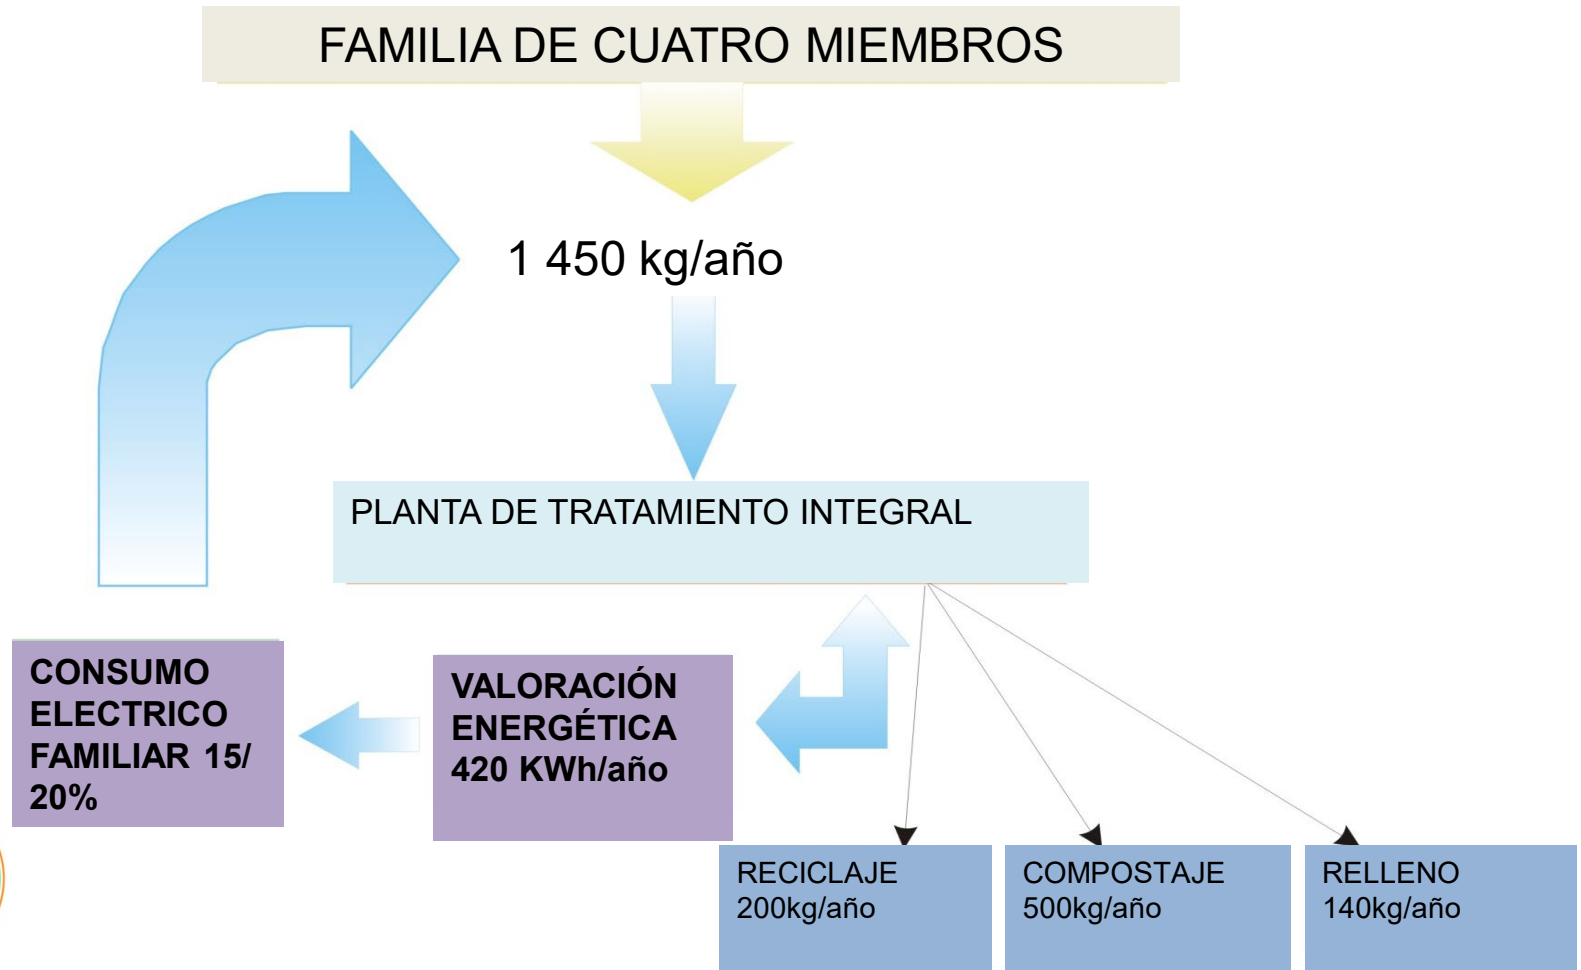 FAMILIA DE CUATRO MIEMBROS
1 450 kg/año
PLANTA DE TRATAMIENTO INTEGRAL
CONSUMO
ELECTRICO
FAMILIAR 15/
20%
VALORACIÓN
ENERGÉTICA
420 KWh/año
RECICLAJE
200kg/año
COMPOSTAJE
500kg/año
RELLENO
140kg/año